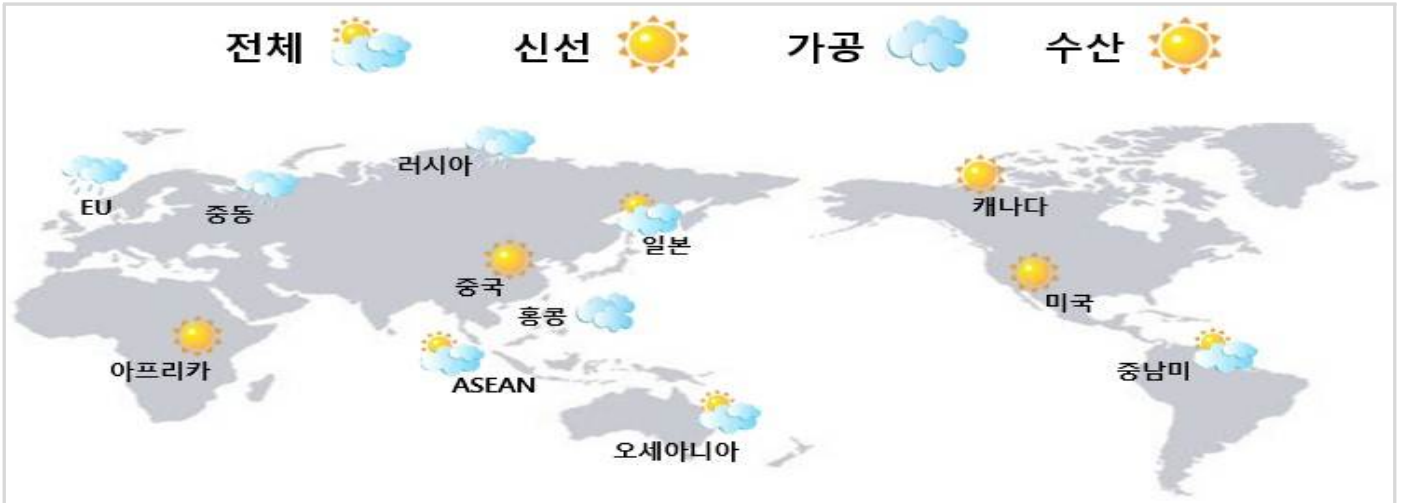 전체 신선 가공 수산
러시아
EU
중동
캐나다
일본
중국
미국
홍콩
아프리카
ASEAN
중남미
오세아니아